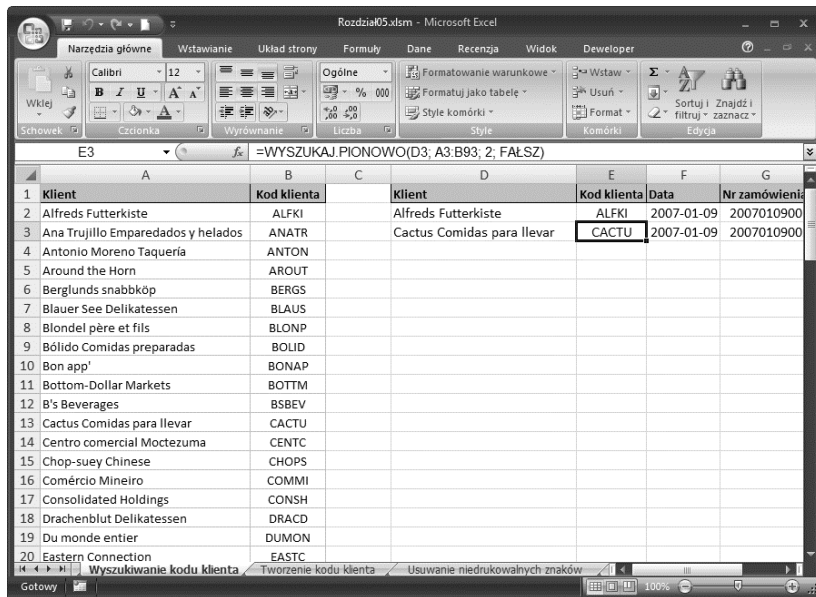 Rozdział05.xlsm - Microsoft Excel
Narzędzia główne Wstawianie Układ strony Formuły Dane Recenzja Widok Deweloper
Wklej
Calibri 12
B I U
Ogólne
% 000
Formatowanie warunkowe
Formatuj jako tabelę
Style komórki
Wstaw
Usuń
Format
Σ
Sortuj i filtruj
Znajdź i zaznacz
Schowek Czcionka Wyrównanie Liczba Style Komórki Edycja
E3 fx =WYSZUKAJ.PIONOWO(D3; A3:B93; 2; FAŁSZ)
A B C D E F G
1 Klient Kod klienta Klient Kod klienta Data Nr zamówienia
2 Alfreds Futterkiste ALFKI Alfreds Futterkiste ALFKI 2007-01-09 2007010900
3 Ana Trujillo Emparedados y helados ANATR Cactus Comidas para llevar CACTU 2007-01-09 2007010900
4 Antonio Moreno Taquería ANTON
5 Around the Horn AROUT
6 Berglunds snabbköp BERGS
7 Blauer See Delikatessen BLAUS
8 Blondel père et fils BLONP
9 Bólido Comidas preparadas BOLID
10 Bon app' BONAP
11 Bottom-Dollar Markets BOTTM
12 B's Beverages BSBEV
13 Cactus Comidas para llevar CACTU
14 Centro comercial Moctezuma CENTC
15 Chop-suey Chinese CHOPS
16 Comércio Mineiro COMMI
17 Consolidated Holdings CONSH
18 Drachenblut Delikatessen DRACD
19 Du monde entier DUMON
20 Eastern Connection EASTC
Wyszukiwanie kodu klienta Tworzenie kodu klienta Usuwanie niedrukowalnych znaków
Gotowy 100%